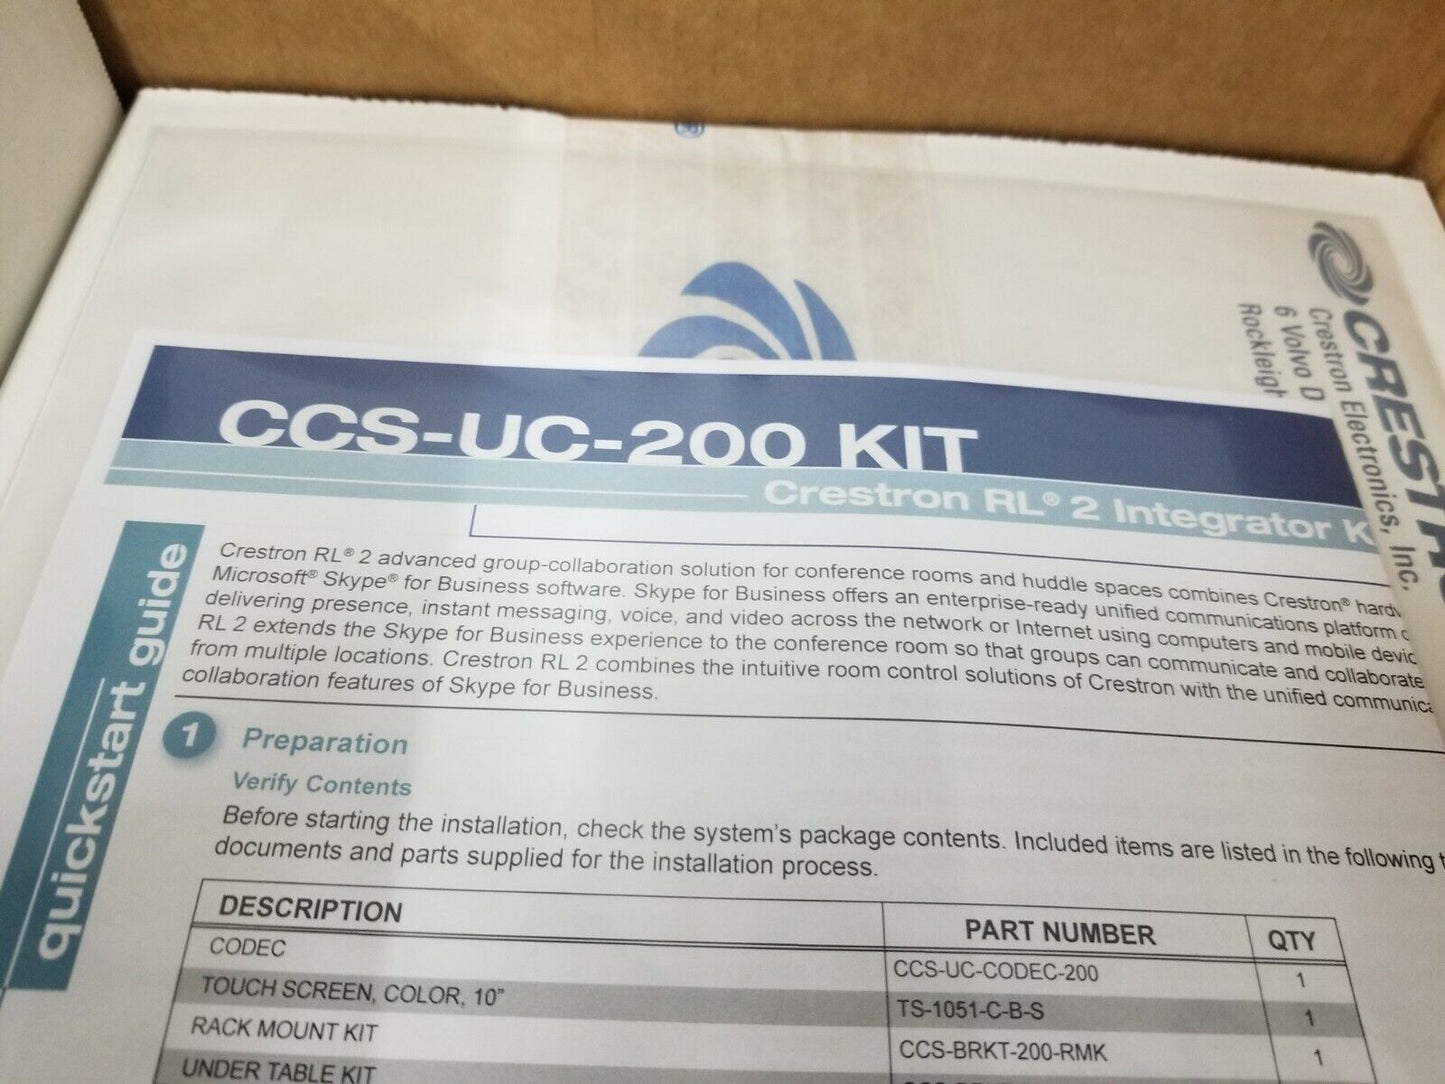 CRESTR
Crestron Electronics, Inc.
6 Volvo D
Rockleigh
CCS-UC-200 KIT
Crestron RL® 2 Integrator K
quickstart guide
Crestron RL® 2 advanced group-collaboration solution for conference rooms and huddle spaces combines Crestron® hardw
Microsoft® Skype® for Business software. Skype for Business offers an enterprise-ready unified communications platform
delivering presence, instant messaging, voice, and video across the network or Internet using computers and mobile devic
RL 2 extends the Skype for Business experience to the conference room so that groups can communicate and collaborate
from multiple locations. Crestron RL 2 combines the intuitive room control solutions of Crestron with the unified communica
collaboration features of Skype for Business.
1 Preparation
Verify Contents
Before starting the installation, check the system's package contents. Included items are listed in the following t
documents and parts supplied for the installation process.
DESCRIPTION PART NUMBER QTY
CODEC CCS-UC-CODEC-200 1
TOUCH SCREEN, COLOR, 10" TS-1051-C-B-S 1
RACK MOUNT KIT CCS-BRKT-200-RMK 1
UNDER TABLE KIT